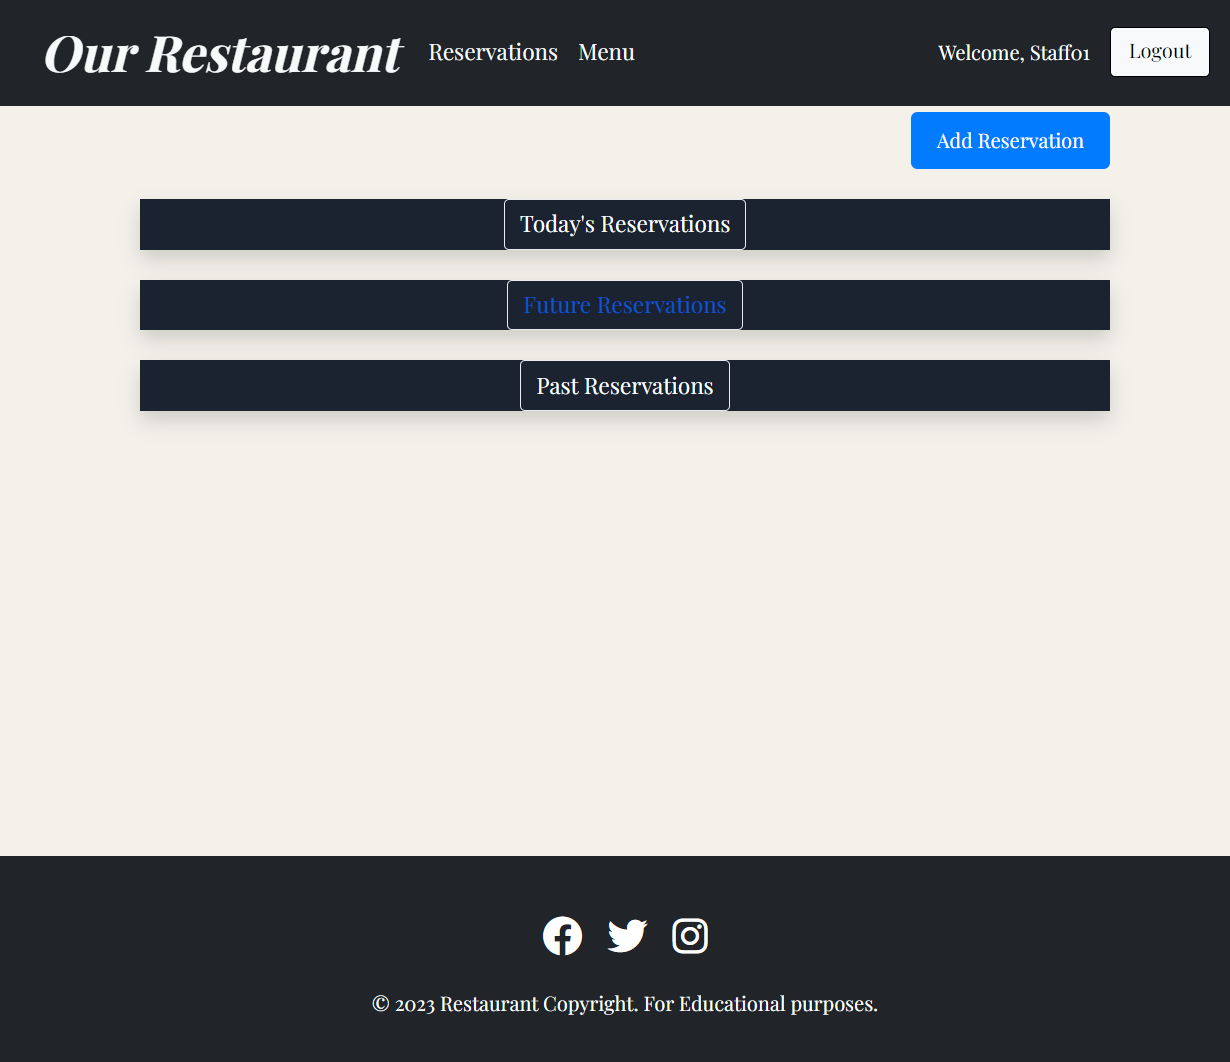 Our Restaurant Reservations Menu Welcome, Staff01 Logout
Add Reservation
Today's Reservations
Future Reservations
Past Reservations
© 2023 Restaurant Copyright. For Educational purposes.